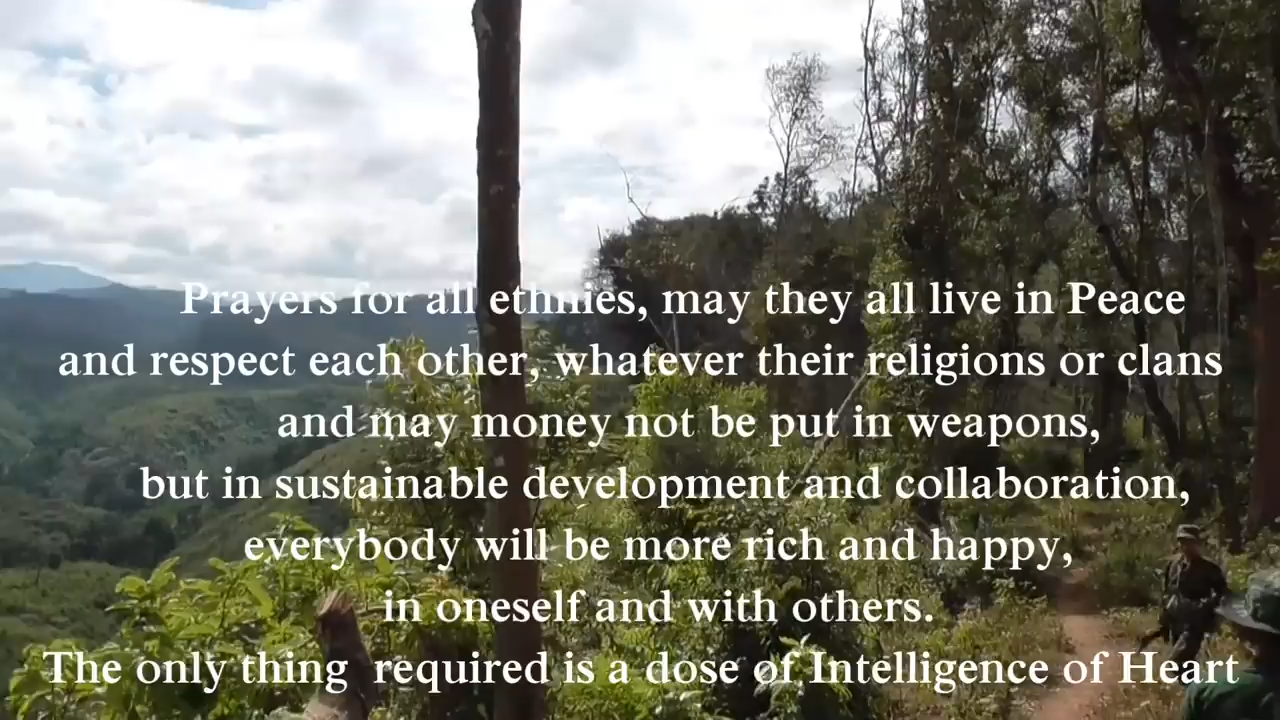 Prayers for all ethnies, may they all live in Peace
and respect each other, whatever their religions or clans
and may money not be put in weapons,
but in sustainable development and collaboration,
everybody will be more rich and happy,
in oneself and with others.
The only thing required is a dose of Intelligence of Heart